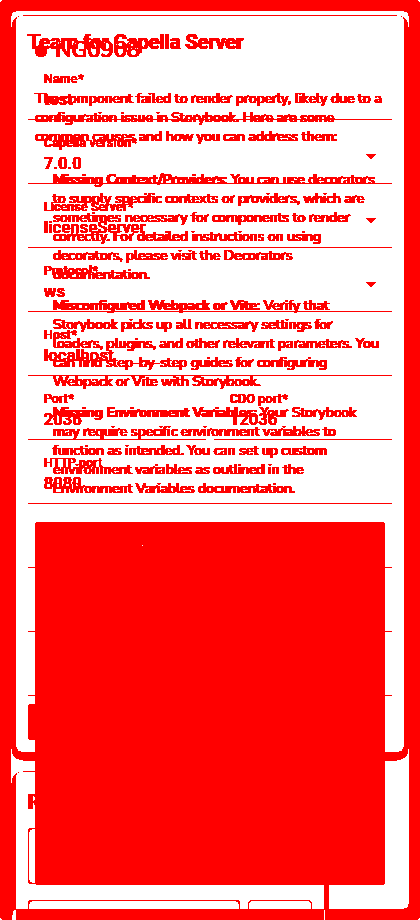 Team for Capella Server
NG0908
Name*
test
The component failed to render properly, likely due to a
configuration issue in Storybook. Here are some
common causes and how you can address them:
Capella version*
7.0.0
Missing Context/Providers: You can use decorators
to supply specific contexts or providers, which are
License Server*
sometimes necessary for components to render
licenseServer
correctly. For detailed instructions on using
decorators, please visit the Decorators
Protocol*
documentation.
ws
Misconfigured Webpack or Vite: Verify that
Storybook picks up all necessary settings for
Host*
loaders, plugins, and other relevant parameters. You
localhost
can find step-by-step guides for configuring
Webpack or Vite with Storybook.
Port* CDO port*
Missing Environment Variables: Your Storybook
2036 12036
may require specific environment variables to
function as intended. You can set up custom
HTTP port
environment variables as outlined in the
8080
Environment Variables documentation.